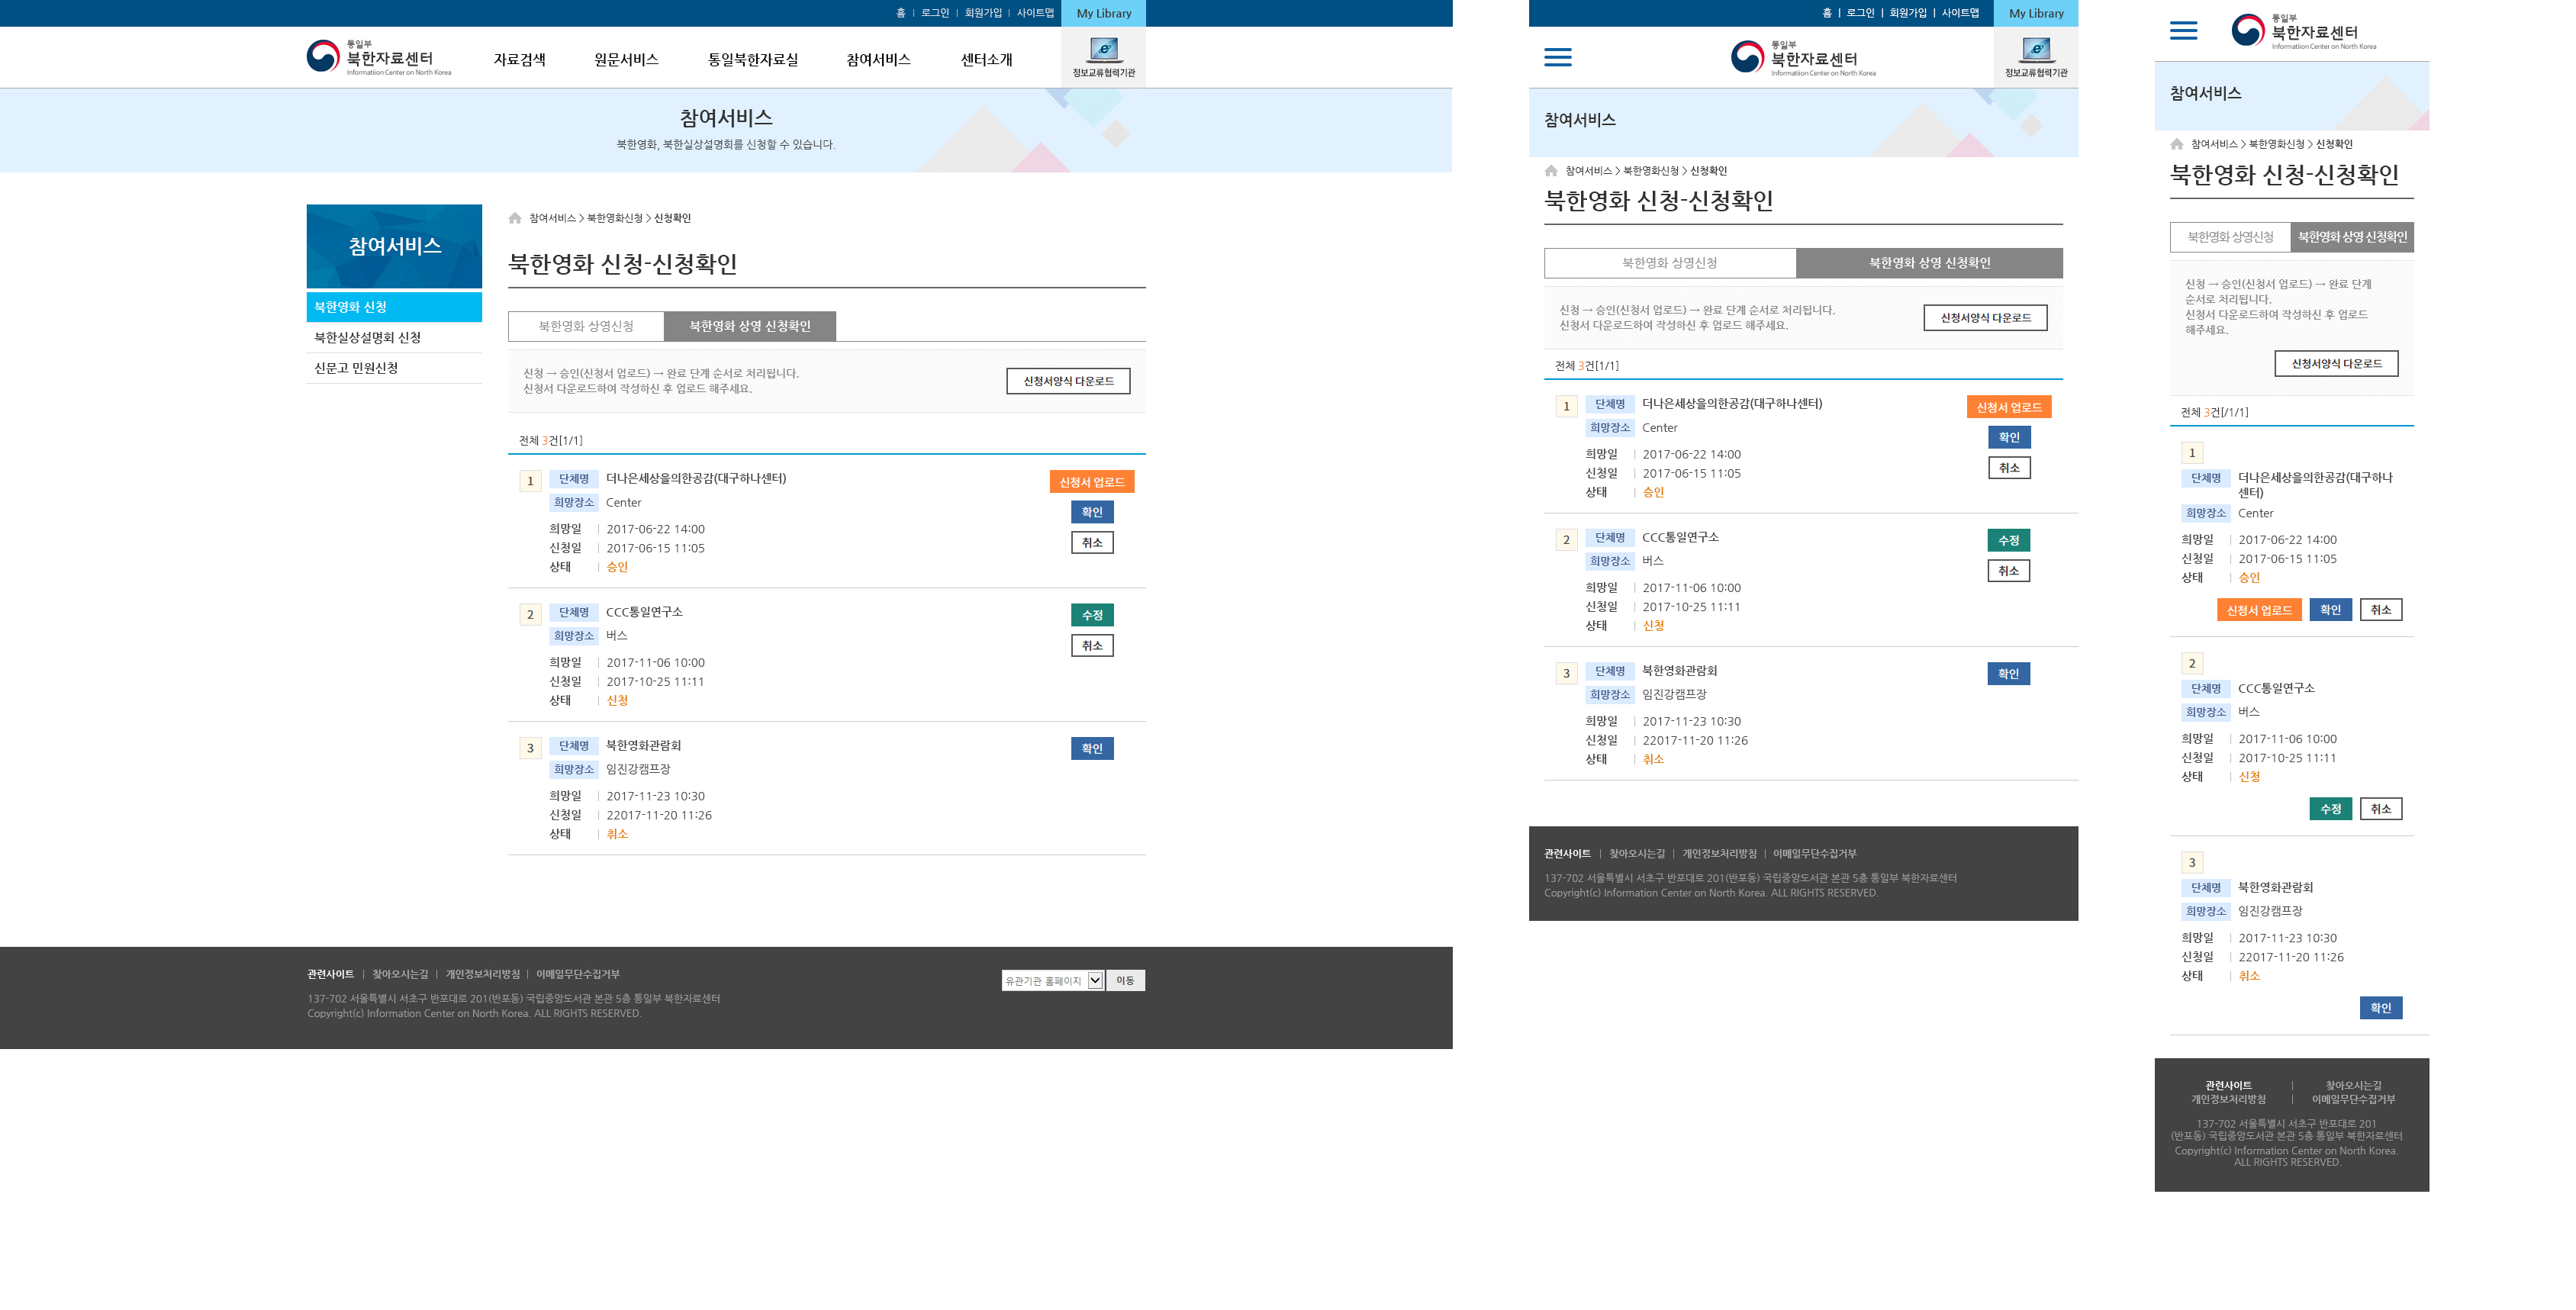 홈 | 로그인 | 회원가입 | 사이트맵 My Library
통일부
북한자료센터
Informatiion Center on North Korea
자료검색 원문서비스 통일북한자료실 참여서비스 센터소개
정보교류협력기관
참여서비스
북한영화, 북한실상설명회를 신청할 수 있습니다.
참여서비스
북한영화 신청
북한실상설명회 신청
신문고 민원신청
참여서비스 > 북한영화신청 > 신청확인
북한영화 신청-신청확인
북한영화 상영신청 북한영화 상영 신청확인
신청 → 승인(신청서 업로드) → 완료 단계 순서로 처리됩니다.
신청서 다운로드하여 작성하신 후 업로드 해주세요.
신청서양식 다운로드
전체 3건[1/1]
1 단체명 더나은세상을의한공감(대구하나센터) 신청서 업로드
희망장소 Center 확인
희망일 | 2017-06-22 14:00
신청일 | 2017-06-15 11:05 취소
상태 | 승인
2 단체명 CCC통일연구소 수정
희망장소 버스 취소
희망일 | 2017-11-06 10:00
신청일 | 2017-10-25 11:11
상태 | 신청
3 단체명 북한영화관람회 확인
희망장소 임진강캠프장
희망일 | 2017-11-23 10:30
신청일 | 22017-11-20 11:26
상태 | 취소
관련사이트 | 찾아오시는길 | 개인정보처리방침 | 이메일무단수집거부
유관기관 홈페이지 이동
137-702 서울특별시 서초구 반포대로 201(반포동) 국립중앙도서관 본관 5층 통일부 북한자료센터
Copyright(c) Information Center on North Korea. ALL RIGHTS RESERVED.
홈 | 로그인 | 회원가입 | 사이트맵 My Library
통일부
북한자료센터
Informatiion Center on North Korea
정보교류협력기관
참여서비스
참여서비스 > 북한영화신청 > 신청확인
북한영화 신청-신청확인
북한영화 상영신청 북한영화 상영 신청확인
신청 → 승인(신청서 업로드) → 완료 단계 순서로 처리됩니다.
신청서 다운로드하여 작성하신 후 업로드 해주세요.
신청서양식 다운로드
전체 3건[1/1]
1 단체명 더나은세상을의한공감(대구하나센터) 신청서 업로드
희망장소 Center 확인
희망일 | 2017-06-22 14:00
신청일 | 2017-06-15 11:05 취소
상태 | 승인
2 단체명 CCC통일연구소 수정
희망장소 버스 취소
희망일 | 2017-11-06 10:00
신청일 | 2017-10-25 11:11
상태 | 신청
3 단체명 북한영화관람회 확인
희망장소 임진강캠프장
희망일 | 2017-11-23 10:30
신청일 | 22017-11-20 11:26
상태 | 취소
관련사이트 | 찾아오시는길 | 개인정보처리방침 | 이메일무단수집거부
137-702 서울특별시 서초구 반포대로 201(반포동) 국립중앙도서관 본관 5층 통일부 북한자료센터
Copyright(c) Information Center on North Korea. ALL RIGHTS RESERVED.
통일부
북한자료센터
Informatiion Center on North Korea
참여서비스
참여서비스 > 북한영화신청 > 신청확인
북한영화 신청-신청확인
북한영화 상영신청 북한영화 상영 신청확인
신청 → 승인(신청서 업로드) → 완료 단계
순서로 처리됩니다.
신청서 다운로드하여 작성하신 후 업로드
해주세요.
신청서양식 다운로드
전체 3건[/1/1]
1
단체명 더나은세상을의한공감(대구하나
센터)
희망장소 Center
희망일 | 2017-06-22 14:00
신청일 | 2017-06-15 11:05
상태 | 승인
신청서 업로드 확인 취소
2
단체명 CCC통일연구소
희망장소 버스
희망일 | 2017-11-06 10:00
신청일 | 2017-10-25 11:11
상태 | 신청
수정 취소
3
단체명 북한영화관람회
희망장소 임진강캠프장
희망일 | 2017-11-23 10:30
신청일 | 22017-11-20 11:26
상태 | 취소
확인
관련사이트 | 찾아오시는길
개인정보처리방침 | 이메일무단수집거부
137-702 서울특별시 서초구 반포대로 201
(반포동) 국립중앙도서관 본관 5층 통일부 북한자료센터
Copyright(c) Information Center on North Korea.
ALL RIGHTS RESERVED.